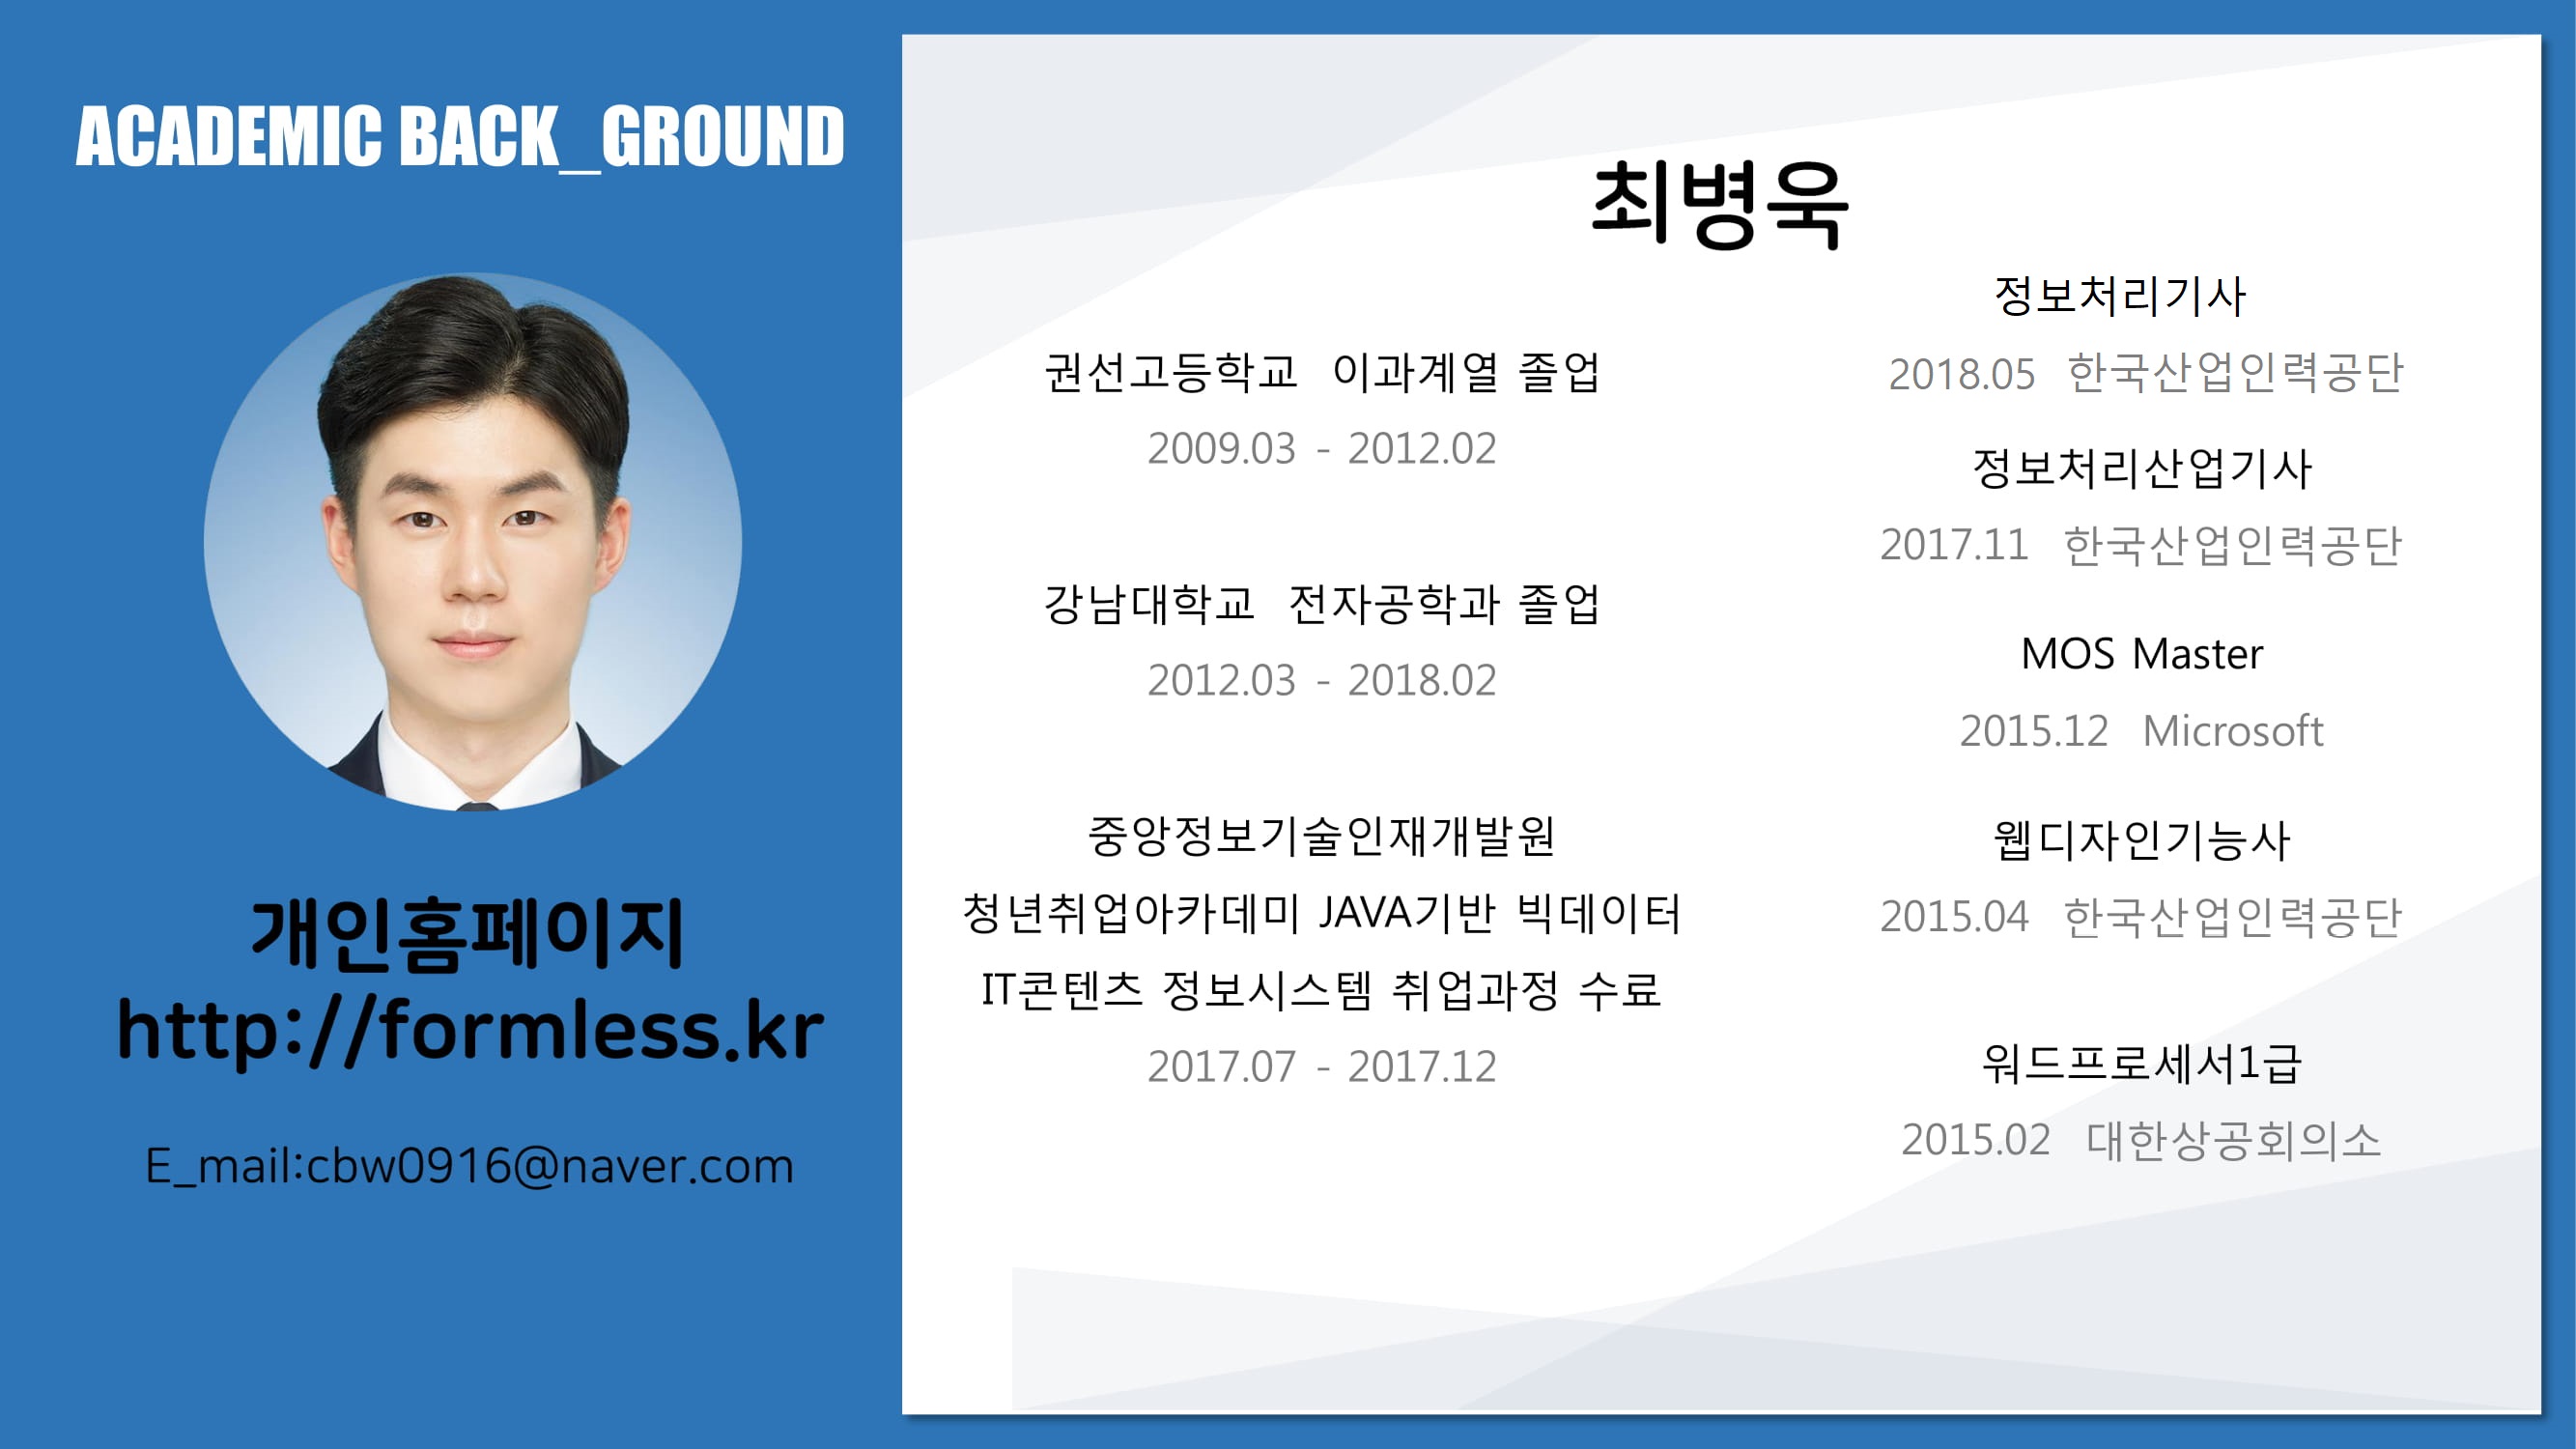 ACADEMIC BACK_GROUND
개인홈페이지
http://formless.kr
E_mail:cbw0916@naver.com
최병욱
권선고등학교 이과계열 졸업
2009.03 - 2012.02
강남대학교 전자공학과 졸업
2012.03 - 2018.02
중앙정보기술인재개발원
청년취업아카데미 JAVA기반 빅데이터
IT콘텐츠 정보시스템 취업과정 수료
2017.07 - 2017.12
정보처리기사
2018.05 한국산업인력공단
정보처리산업기사
2017.11 한국산업인력공단
MOS Master
2015.12 Microsoft
웹디자인기능사
2015.04 한국산업인력공단
워드프로세서1급
2015.02 대한상공회의소